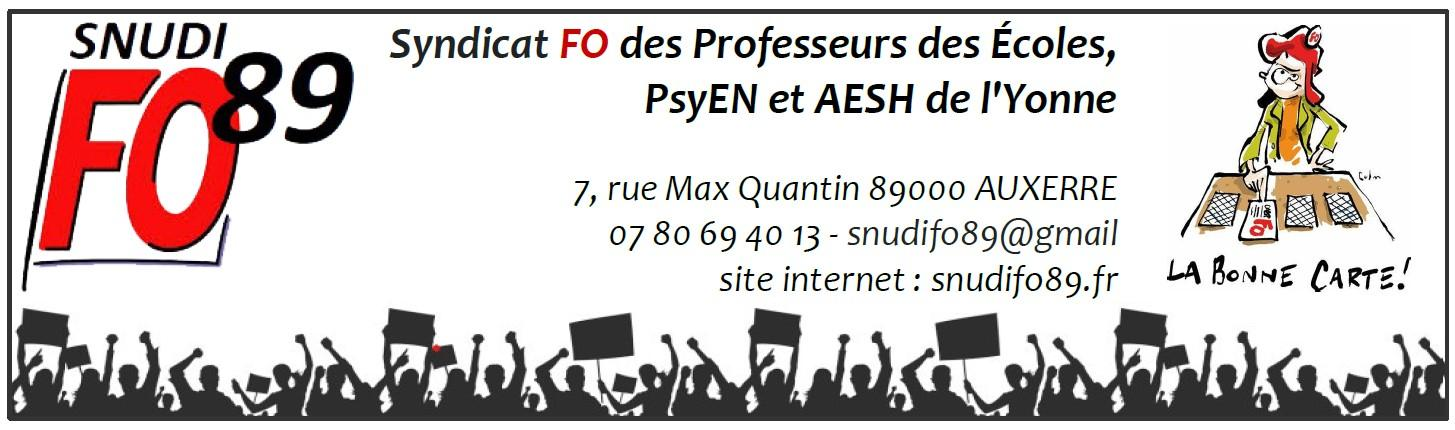 SNUDI
FO89
Syndicat FO des Professeurs des Écoles,
PsyEN et AESH de l'Yonne
7, rue Max Quantin 89000 AUXERRE
07 80 69 40 13 - snudifo89@gmail
site internet : snudifo89.fr
FO
LA BONNE CARTE!